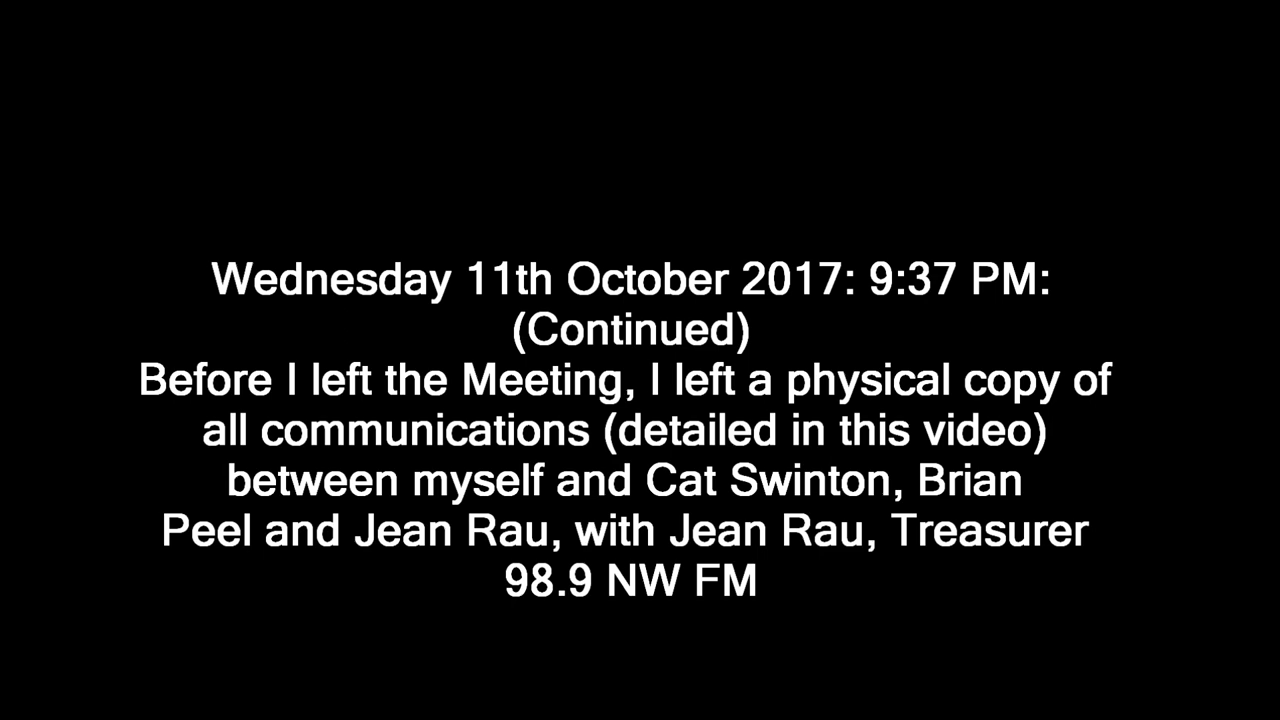 Wednesday 11th October 2017: 9:37 PM:
(Continued)
Before I left the Meeting, I left a physical copy of
all communications (detailed in this video)
between myself and Cat Swinton, Brian
Peel and Jean Rau, with Jean Rau, Treasurer
98.9 NW FM